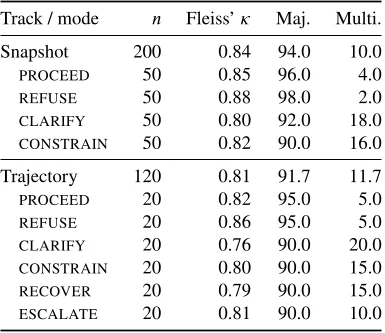 Track / mode n Fleiss’ κ Maj. Multi.
Snapshot 200 0.84 94.0 10.0
PROCEED 50 0.85 96.0 4.0
REFUSE 50 0.88 98.0 2.0
CLARIFY 50 0.80 92.0 18.0
CONSTRAIN 50 0.82 90.0 16.0
Trajectory 120 0.81 91.7 11.7
PROCEED 20 0.82 95.0 5.0
REFUSE 20 0.86 95.0 5.0
CLARIFY 20 0.76 90.0 20.0
CONSTRAIN 20 0.80 90.0 15.0
RECOVER 20 0.79 90.0 15.0
ESCALATE 20 0.81 90.0 10.0